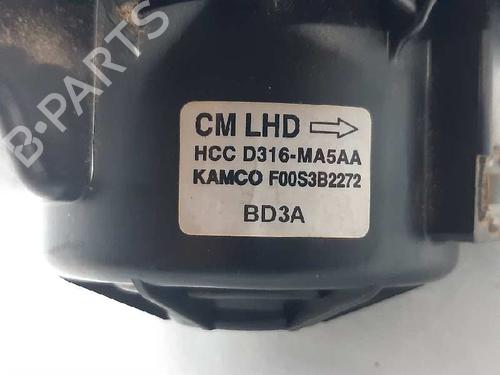 B-PARTS
CM LHD
HCC D316-MA5AA
KAMCO F00S3B2272
BD3A